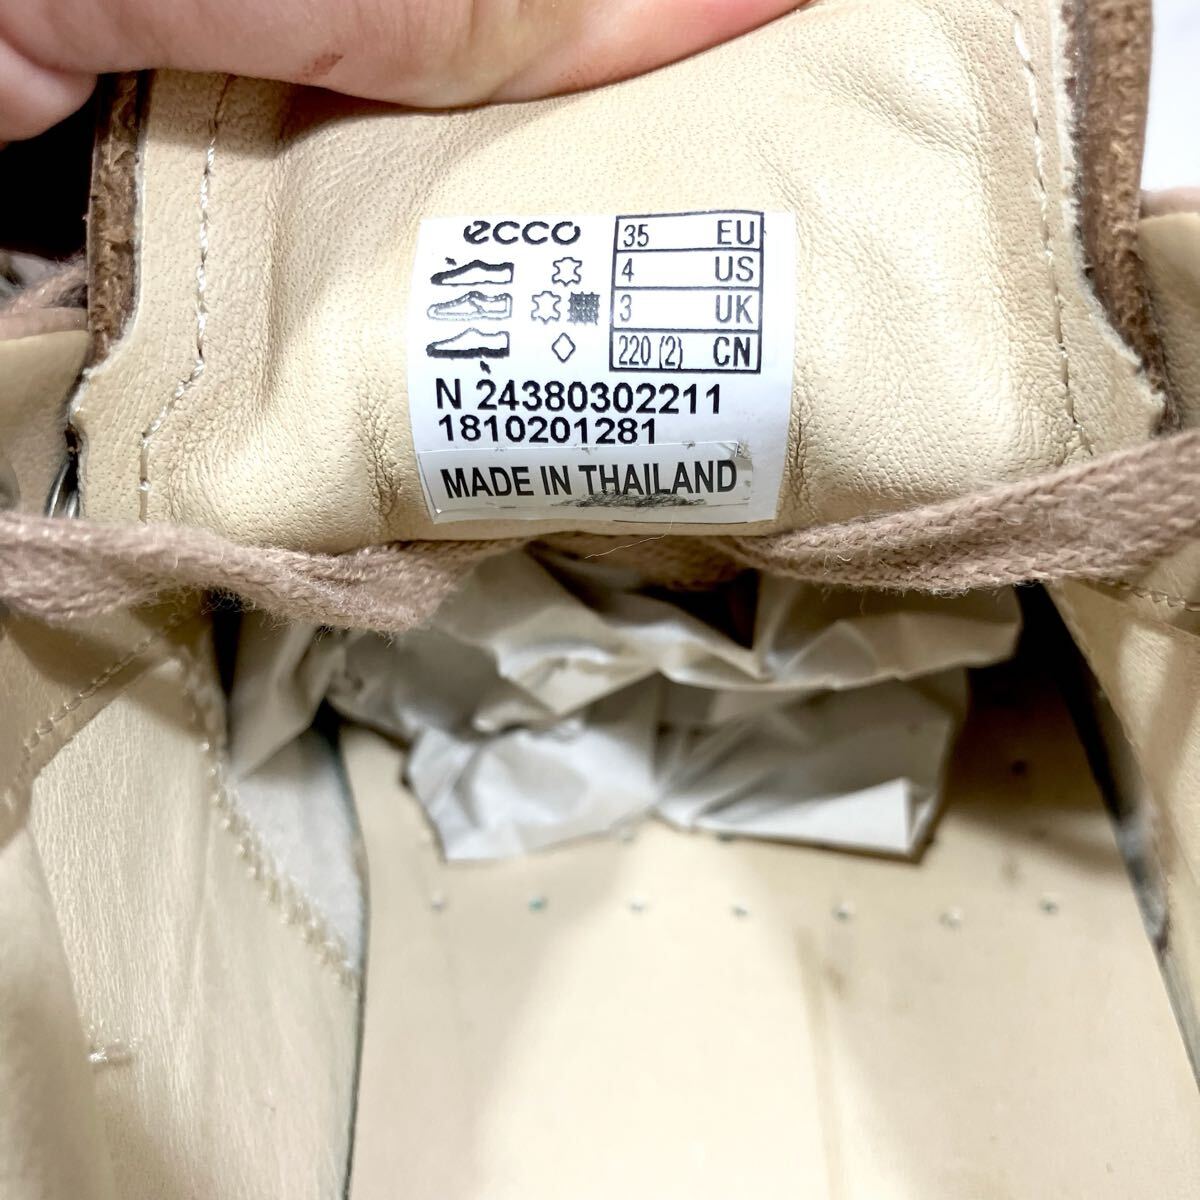 ecco
35 EU
4 US
3 UK
220 (2) CN
N 24380302211
1810201281
MADE IN THAILAND